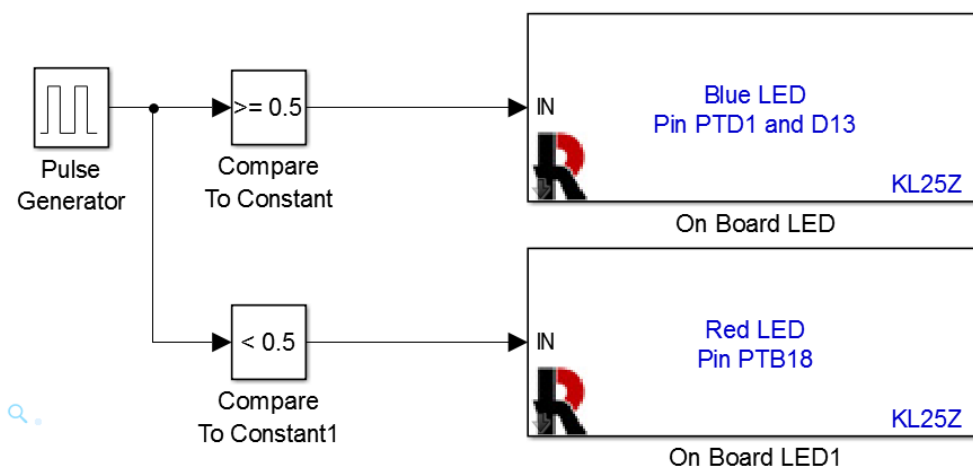 Pulse
Generator
>= 0.5
Compare
To Constant
IN
Blue LED
Pin PTD1 and D13
KL25Z
On Board LED
< 0.5
Compare
To Constant1
IN
Red LED
Pin PTB18
KL25Z
On Board LED1